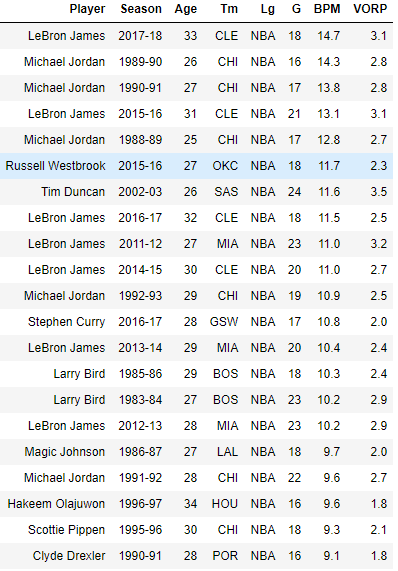 Player Season Age Tm Lg G BPM VORP
LeBron James 2017-18 33 CLE NBA 18 14.7 3.1
Michael Jordan 1989-90 26 CHI NBA 16 14.3 2.8
Michael Jordan 1990-91 27 CHI NBA 17 13.8 2.8
LeBron James 2015-16 31 CLE NBA 21 13.1 3.1
Michael Jordan 1988-89 25 CHI NBA 17 12.8 2.7
Russell Westbrook 2015-16 27 OKC NBA 18 11.7 2.3
Tim Duncan 2002-03 26 SAS NBA 24 11.6 3.5
LeBron James 2016-17 32 CLE NBA 18 11.5 2.5
LeBron James 2011-12 27 MIA NBA 23 11.0 3.2
LeBron James 2014-15 30 CLE NBA 20 11.0 2.7
Michael Jordan 1992-93 29 CHI NBA 19 10.9 2.5
Stephen Curry 2016-17 28 GSW NBA 17 10.8 2.0
LeBron James 2013-14 29 MIA NBA 20 10.4 2.4
Larry Bird 1985-86 29 BOS NBA 18 10.3 2.4
Larry Bird 1983-84 27 BOS NBA 23 10.2 2.9
LeBron James 2012-13 28 MIA NBA 23 10.2 2.9
Magic Johnson 1986-87 27 LAL NBA 18 9.7 2.0
Michael Jordan 1991-92 28 CHI NBA 22 9.6 2.7
Hakeem Olajuwon 1996-97 34 HOU NBA 16 9.6 1.8
Scottie Pippen 1995-96 30 CHI NBA 18 9.3 2.1
Clyde Drexler 1990-91 28 POR NBA 16 9.1 1.8